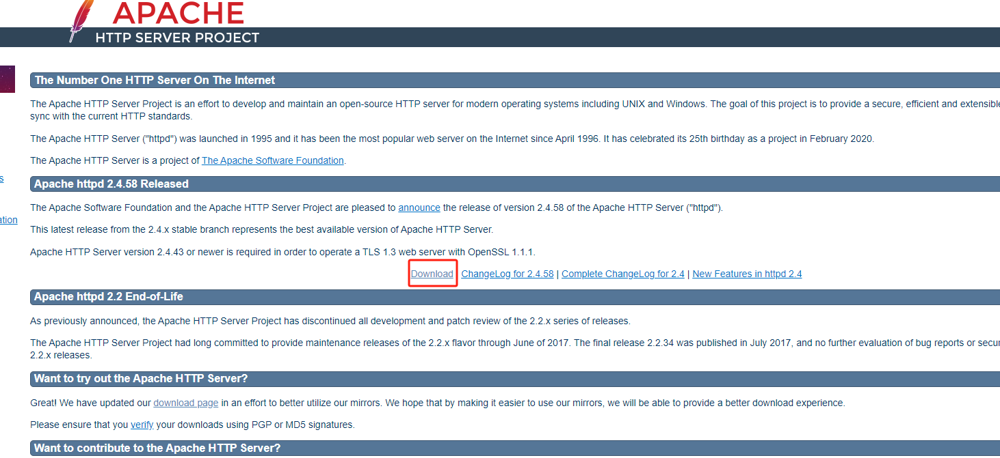 APACHE
HTTP SERVER PROJECT
The Number One HTTP Server On The Internet
The Apache HTTP Server Project is an effort to develop and maintain an open-source HTTP server for modern operating systems including UNIX and Windows. The goal of this project is to provide a secure, efficient and extensible
sync with the current HTTP standards.
The Apache HTTP Server ("httpd") was launched in 1995 and it has been the most popular web server on the Internet since April 1996. It has celebrated its 25th birthday as a project in February 2020.
The Apache HTTP Server is a project of The Apache Software Foundation.
s
Apache httpd 2.4.58 Released
The Apache Software Foundation and the Apache HTTP Server Project are pleased to announce the release of version 2.4.58 of the Apache HTTP Server ("httpd").
ation
This latest release from the 2.4.x stable branch represents the best available version of Apache HTTP Server.
Apache HTTP Server version 2.4.43 or newer is required in order to operate a TLS 1.3 web server with OpenSSL 1.1.1.
Download ChangeLog for 2.4.58 | Complete ChangeLog for 2.4 | New Features in httpd 2.4
Apache httpd 2.2 End-of-Life
As previously announced, the Apache HTTP Server Project has discontinued all development and patch review of the 2.2.x series of releases.
The Apache HTTP Server Project had long committed to provide maintenance releases of the 2.2.x flavor through June of 2017. The final release 2.2.34 was published in July 2017, and no further evaluation of bug reports or secur
2.2.x releases.
Want to try out the Apache HTTP Server?
Great! We have updated our download page in an effort to better utilize our mirrors. We hope that by making it easier to use our mirrors, we will be able to provide a better download experience.
Please ensure that you verify your downloads using PGP or MD5 signatures.
Want to contribute to the Apache HTTP Server?